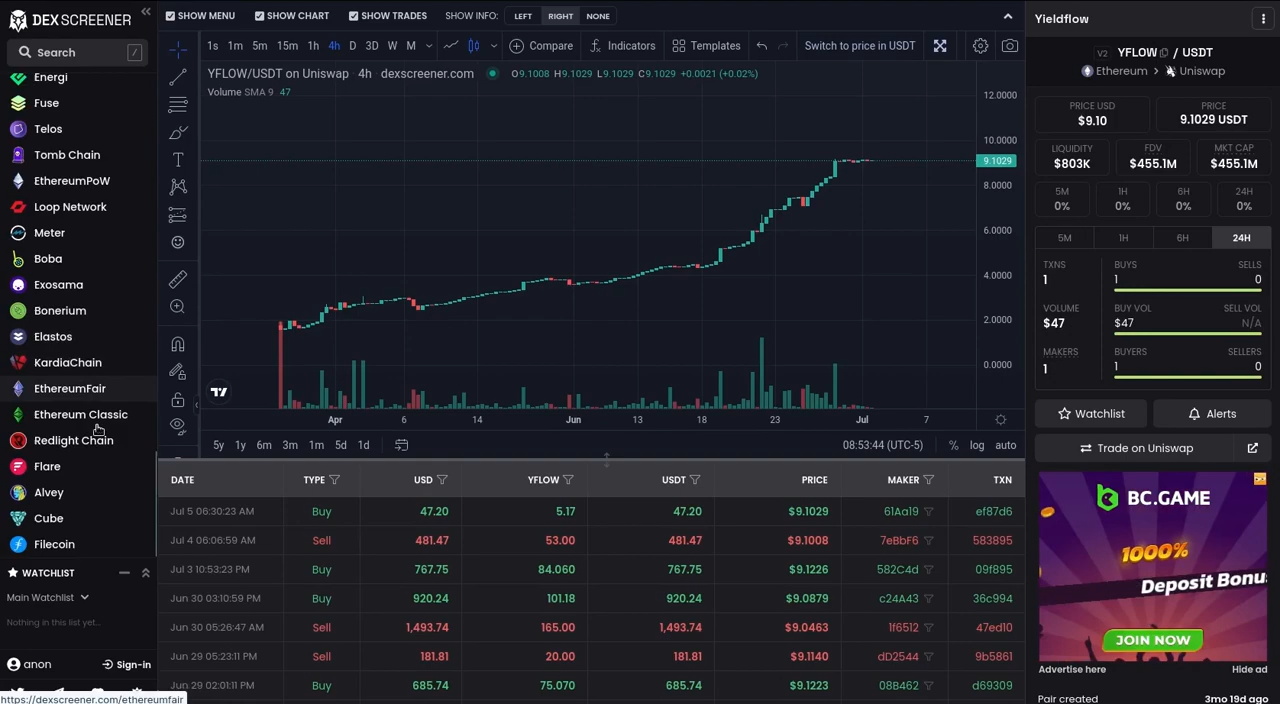 DEXSCREENER
Search /
Energi
Fuse
Telos
Tomb Chain
EthereumPoW
Loop Network
Meter
Boba
Exosama
Bonerium
Elastos
KardiaChain
EthereumFair
Ethereum Classic
Redlight Chain
Flare
Alvey
Cube
Filecoin
WATCHLIST
Main Watchlist
Nothing in this list yet...
anon Sign-in
https://dexscreener.com/ethereumfair
SHOW MENU SHOW CHART SHOW TRADES SHOW INFO: LEFT RIGHT NONE
1s 1m 5m 15m 1h 4h D 3D W M Compare Indicators Templates Switch to price in USDT
YFLOW/USDT on Uniswap · 4h · dexscreener.com O9.1008 H9.1029 L9.1029 C9.1029 +0.0021 (+0.02%)
Volume SMA 9 47
12.0000
10.0000
9.1029
8.0000
6.0000
4.0000
2.0000
0.0000
Apr 6 14 Jun 13 18 23 Jul 7
5y 1y 6m 3m 1m 5d 1d 08:53:44 (UTC-5) % log auto
DATE TYPE USD YFLOW USDT PRICE MAKER TXN
Jul 5 06:30:23 AM Buy 47.20 5.17 47.20 $9.1029 61Aa19 ef87d6
Jul 4 06:06:59 AM Sell 481.47 53.00 481.47 $9.1008 7eBbF6 583895
Jul 3 10:53:23 PM Buy 767.75 84.060 767.75 $9.1226 582C4d 09f895
Jun 30 03:10:59 PM Buy 920.24 101.18 920.24 $9.0879 c24A43 36c994
Jun 30 05:26:47 AM Sell 1,493.74 165.00 1,493.74 $9.0463 1f6512 47ed10
Jun 29 05:23:11 PM Sell 181.81 20.00 181.81 $9.1140 dD2544 9b5861
Jun 29 02:01:11 PM Buy 685.74 75.070 685.74 $9.1223 08B462 d69309
Yieldflow
V2 YFLOW / USDT
Ethereum > Uniswap
PRICE USD PRICE
$9.10 9.1029 USDT
LIQUIDITY FDV MKT CAP
$803K $455.1M $455.1M
5M 1H 6H 24H
0% 0% 0% 0%
5M 1H 6H 24H
TXNS BUYS SELLS
1 1 0
VOLUME BUY VOL SELL VOL
$47 $47 N/A
MAKERS BUYERS SELLERS
1 1 0
Watchlist Alerts
Trade on Uniswap
BC.GAME
1000%
Deposit Bonu
JOIN NOW
Advertise here Hide ad
Pair created 3mo 19d ago